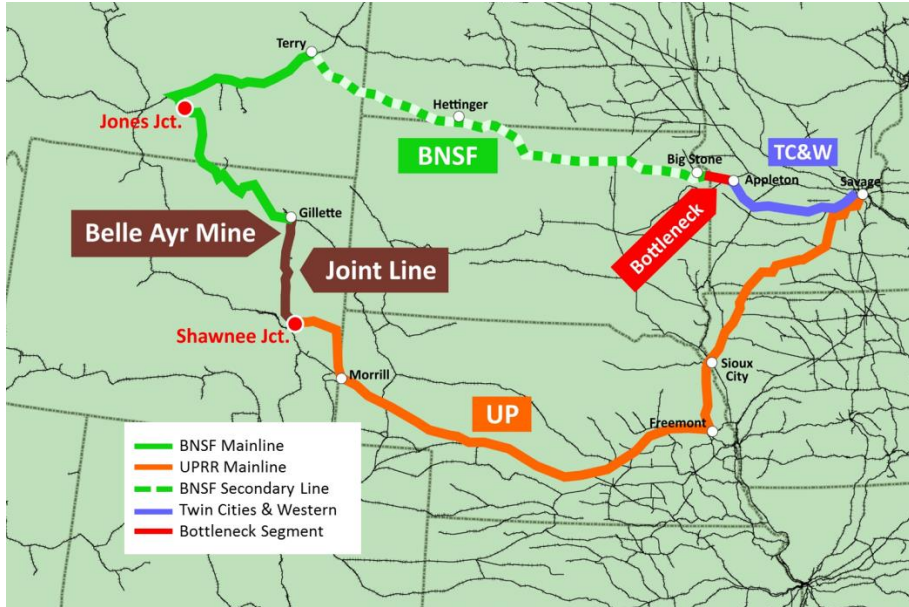 Terry
Jones Jct.
Hettinger
BNSF
Big Stone
TC&W
Appleton
Savage
Bottleneck
Gillette
Belle Ayr Mine
Joint Line
Shawnee Jct.
Morrill
Sioux
City
UP
Freemont
BNSF Mainline
UPRR Mainline
BNSF Secondary Line
Twin Cities & Western
Bottleneck Segment